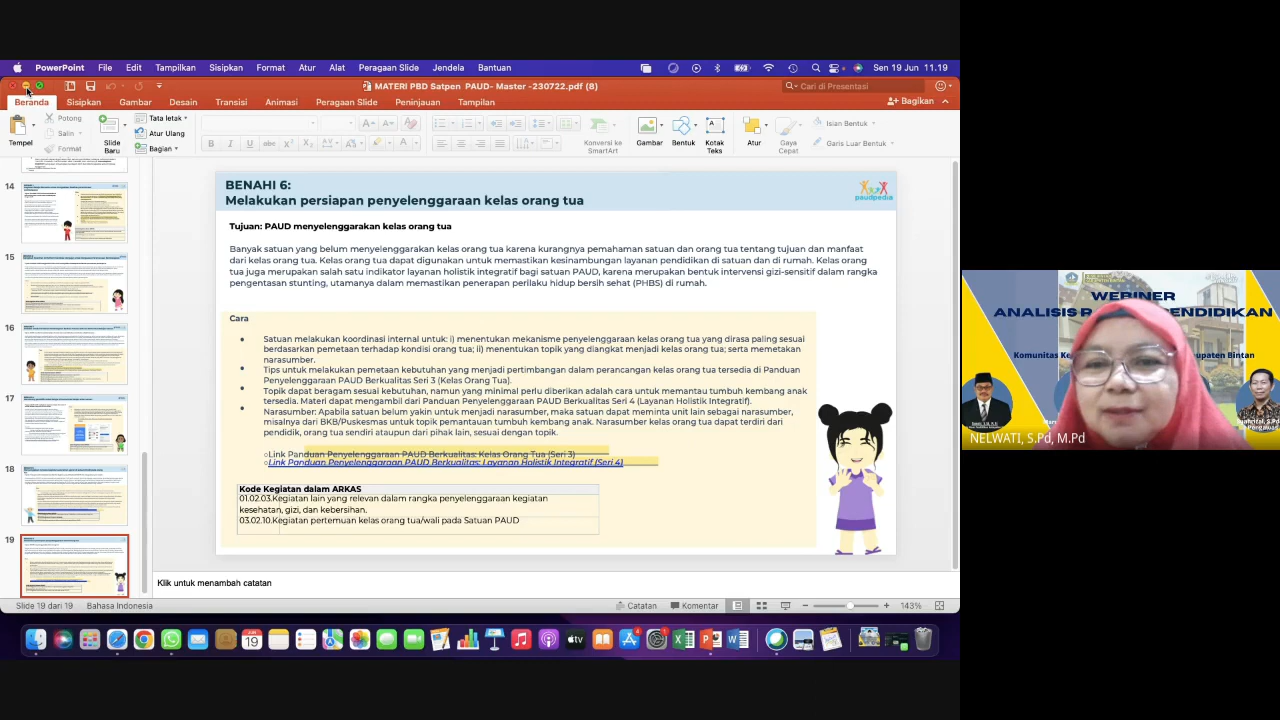 PowerPoint File Edit Tampilkan Sisipkan Format Atur Alat Peragaan Slide Jendela Bantuan
Sen 19 Jun 11.19
MATERI PBD Satpen PAUD- Master -230722.pdf (8)
Cari di Presentasi
Beranda Sisipkan Gambar Desain Transisi Animasi Peragaan Slide Peninjauan Tampilan
Bagikan
Tempel
Potong
Salin
Format
Slide Baru
Tata letak
Atur Ulang
Bagian
Konversi ke SmartArt
Gambar
Bentuk
Kotak Teks
Atur
Gaya Cepat
Isian Bentuk
Garis Luar Bentuk
14
15
16
17
18
19
BENAHI 6:
Melakukan persiapan penyelenggaraan kelas orang tua
paudpedia
Tujuan: PAUD menyelenggarakan kelas orang tua
Banyak satuan yang belum menyelenggarakan kelas orang tua karena kurangnya pemahaman satuan dan orang tua tentang tujuan dan manfaat
dari kelas orang tua. Kelas orang tua dapat digunakan untuk menguatkan kesinambungan layanan pendidikan antar di rumah. Kelas orang
tua juga merupakan salah satu indikator layanan holistik integratif bagi satuan PAUD, karena merupakan bentuk intervensi gizi-sensitif dalam rangka
pengentasan stunting, utamanya dalam memastikan penerapan perilaku hidup bersih sehat (PHBS) di rumah.
Cara
Satuan melakukan koordinasi internal untuk: i) menentukan mekanisme penyelenggaraan kelas orang tua yang dirasa paling sesuai
berdasarkan pemetaan terhadap kondisi orang tua; ii) menentukan topik yang diangkat menjadi kelas orang tua; serta menentukan
narasumber.
Tips untuk melakukan pemetaan kebutuhan yang menjadi pertimbangan dalam perancangan kelas orang tua tersedia di Panduan
Penyelenggaraan PAUD Berkualitas Seri 3 (Kelas Orang Tua).
Topik dapat beragam sesuai kebutuhan, namun yang minimal perlu diberikan adalah cara untuk memantau tumbuh kembang anak
tersedia. Materi dapat mengambil dari Panduan Penyelenggaraan PAUD Berkualitas Seri 4 (Layanan Holistik Integratif).
Narasumber: Apabila satuan belum yakin untuk menyampaikan materi, satuan dapat meminta unit lain sebagai narasumber,
misalnya dari BKB/Puskesmas untuk topik pemantauan tumbuh kembang anak. Narasumber kelas orang tua dapat terdiri dari
pendidik, orang tua sendiri ataupun dari pihak lain, sesuai dengan topik.
Link Panduan Penyelenggaraan PAUD Berkualitas: Kelas Orang Tua (Seri 3)
Link Panduan Penyelenggaraan PAUD Berkualitas: Layanan Holistik Integratif (Seri 4)
Kode Kegiatan dalam ARKAS
01.02.03.Kegiatan lainnya yang relevan dalam rangka penyelenggaraan program
kesehatan, gizi, dan kebersihan.
03.02.10.Kegiatan pertemuan kelas orang tua/wali pada Satuan PAUD
Klik untuk menambah catatan
Slide 19 dari 19 Bahasa Indonesia
Catatan Komentar 143%
WEBINER
ANALISIS PENDIDIKAN
NELWATI, S.Pd, M.Pd